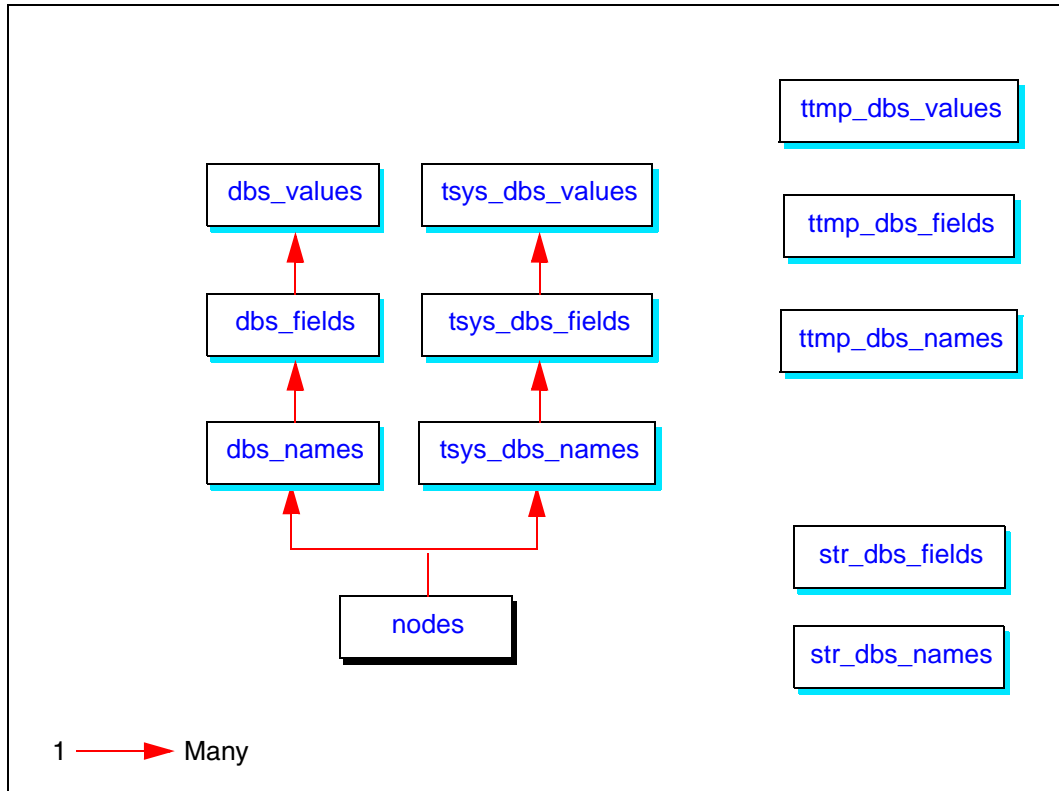 ttmp_dbs_values
dbs_values
tsys_dbs_values
ttmp_dbs_fields
dbs_fields
tsys_dbs_fields
ttmp_dbs_names
dbs_names
tsys_dbs_names
str_dbs_fields
nodes
str_dbs_names
1 Many